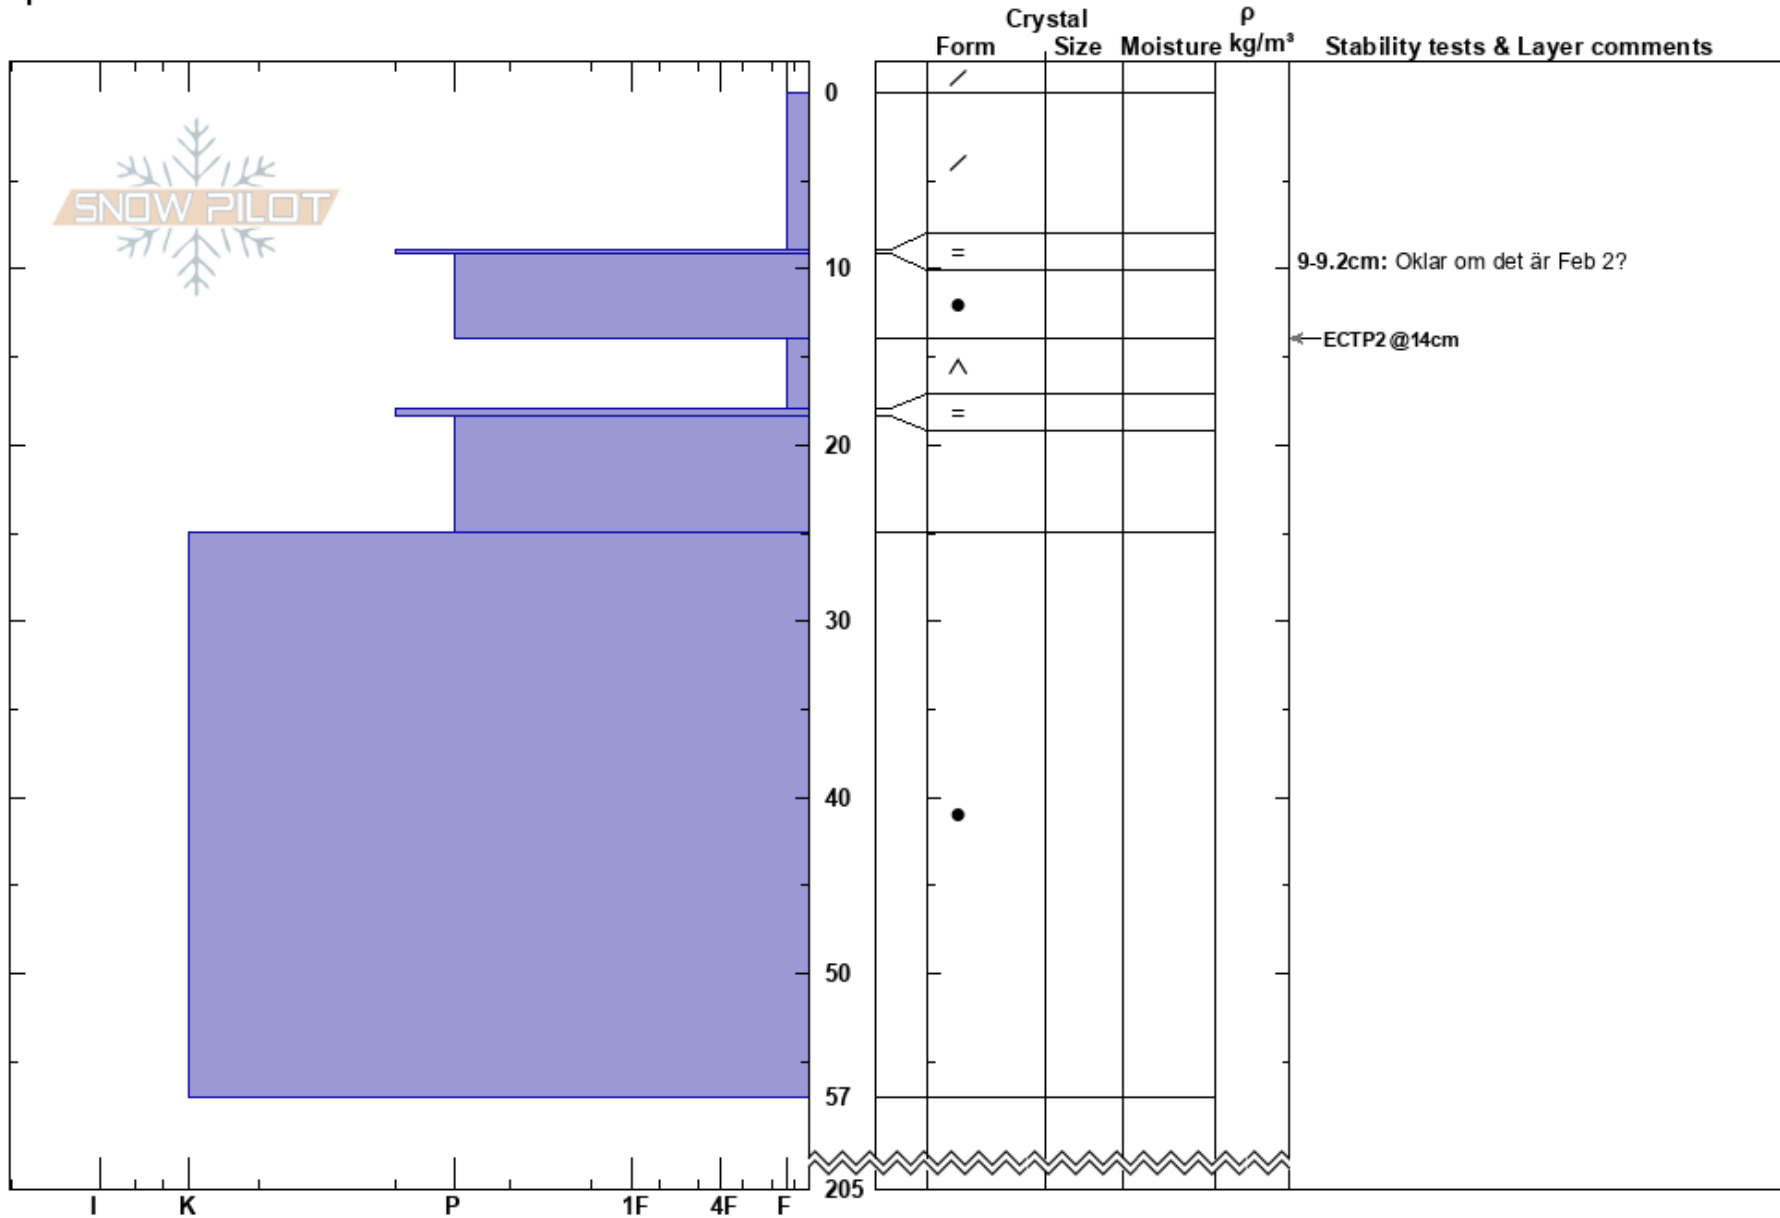 Crystal
ρ
Form Size Moisture kg/m³ Stability tests & Layer comments
0
SNOW PILOT
9-9.2cm: Oklar om det är Feb 2?
10
ECTP2 @14cm
20
30
40
50
57
205
I K P 1F 4F F